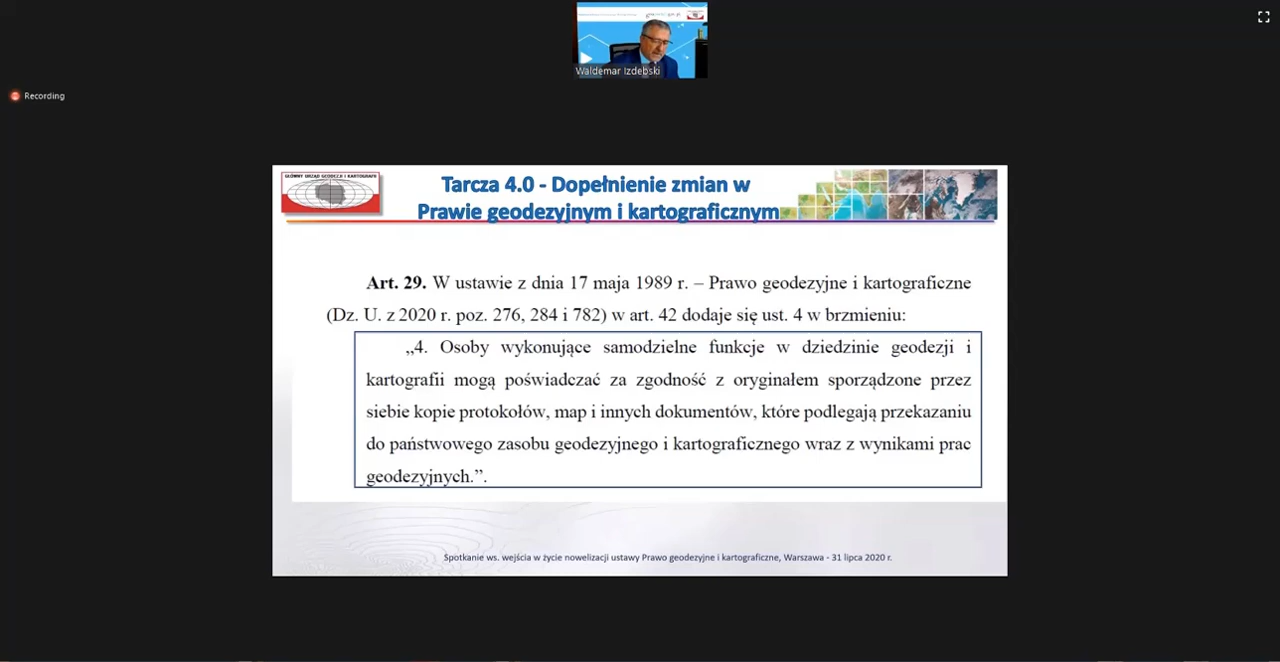 Waldemar Izdebski
Recording
GŁÓWNY URZĄD GEODEZJI I KARTOGRAFII
Tarcza 4.0 - Dopełnienie zmian w
Prawie geodezyjnym i kartograficznym
Art. 29. W ustawie z dnia 17 maja 1989 r. – Prawo geodezyjne i kartograficzne
(Dz. U. z 2020 r. poz. 276, 284 i 782) w art. 42 dodaje się ust. 4 w brzmieniu:
„4. Osoby wykonujące samodzielne funkcje w dziedzinie geodezji i
kartografii mogą poświadczać za zgodność z oryginałem sporządzone przez
siebie kopie protokołów, map i innych dokumentów, które podlegają przekazaniu
do państwowego zasobu geodezyjnego i kartograficznego wraz z wynikami prac
geodezyjnych.”.
Spotkanie ws. wejścia w życie nowelizacji ustawy Prawo geodezyjne i kartograficzne, Warszawa - 31 lipca 2020 r.